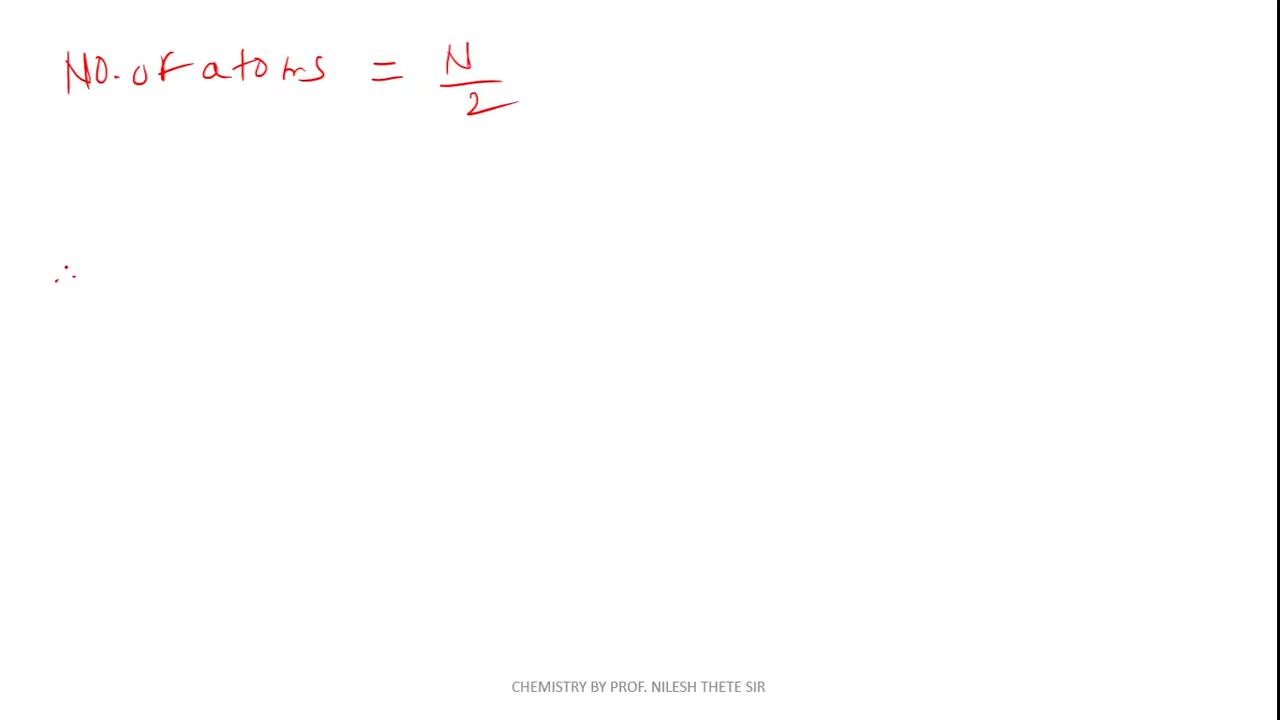 No. of atoms = N/2
∴
CHEMISTRY BY PROF. NILESH THETE SIR